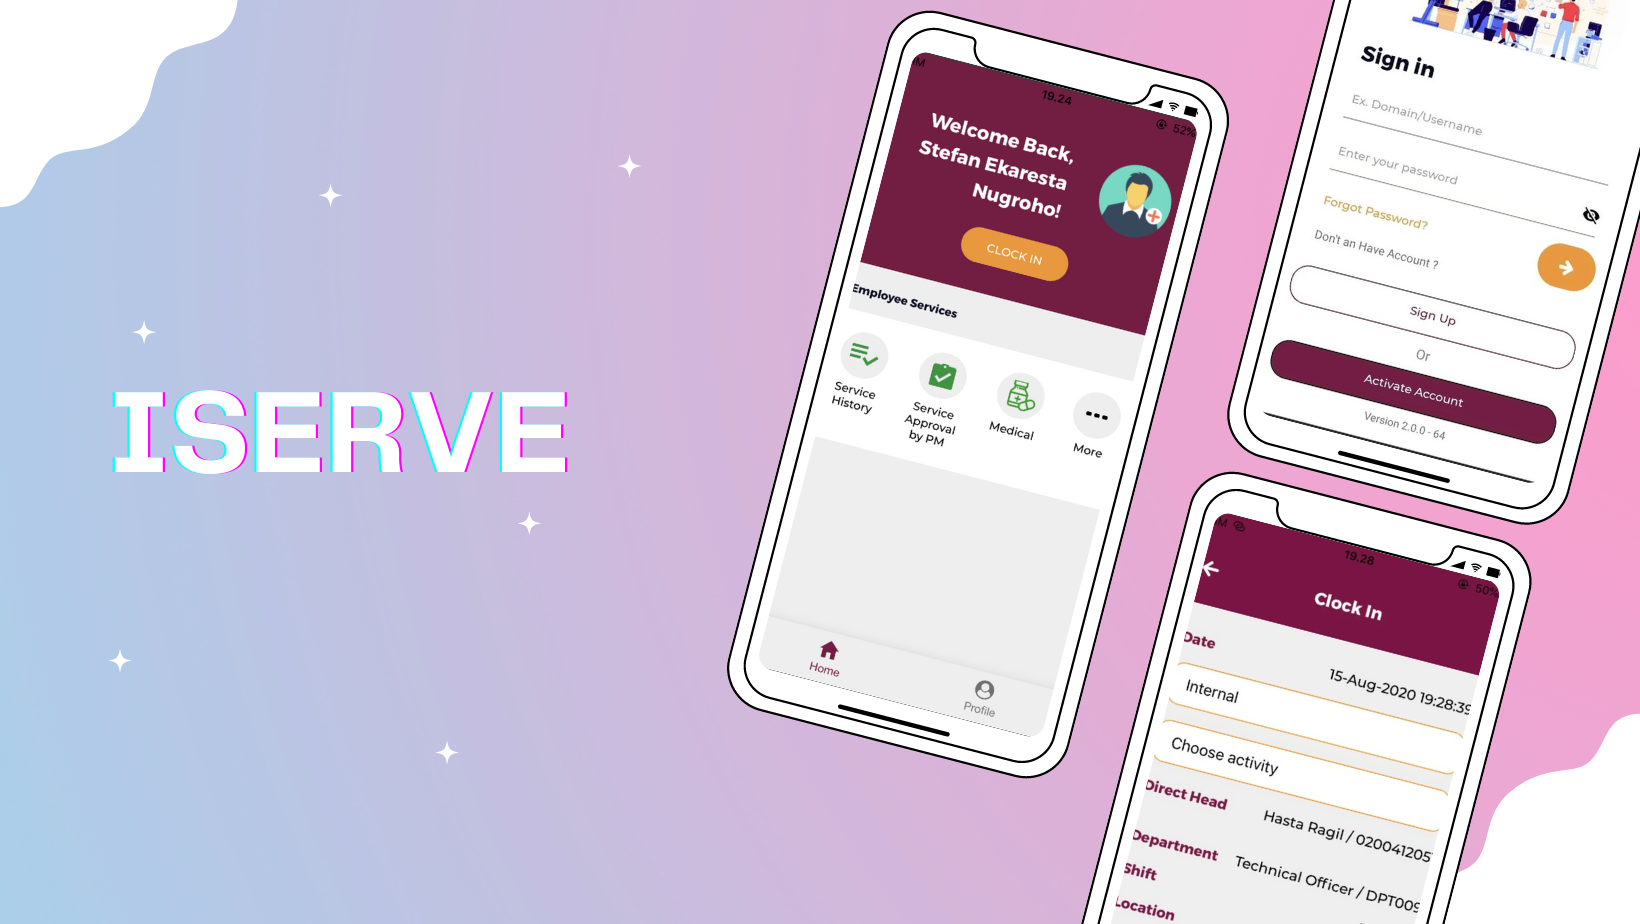 ISERVE
M
19.24
52%
Welcome Back,
Stefan Ekaresta
Nugroho!
CLOCK IN
Employee Services
Service
History
Service
Approval
by PM
Medical
More
Home
Profile
Sign in
Ex. Domain/Username
Enter your password
Forgot Password?
Don't an Have Account ?
Sign Up
Or
Activate Account
Version 2.0.0 - 64
M
19.28
50%
Clock In
Date
15-Aug-2020 19:28:39
Internal
Choose activity
Direct Head
Hasta Ragil / 020041205
Department
Technical Officer / DPT009
Shift
Location